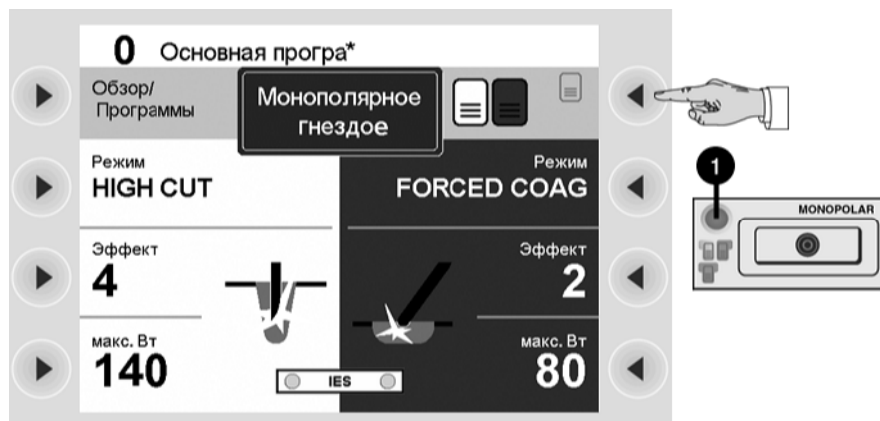 0 Основная програ*
Обзор/
Программы
Монополярное
гнездое
Режим
HIGH CUT
Режим
FORCED COAG
Эффект
4
Эффект
2
макс. Вт
140
макс. Вт
80
IES
1
MONOPOLAR